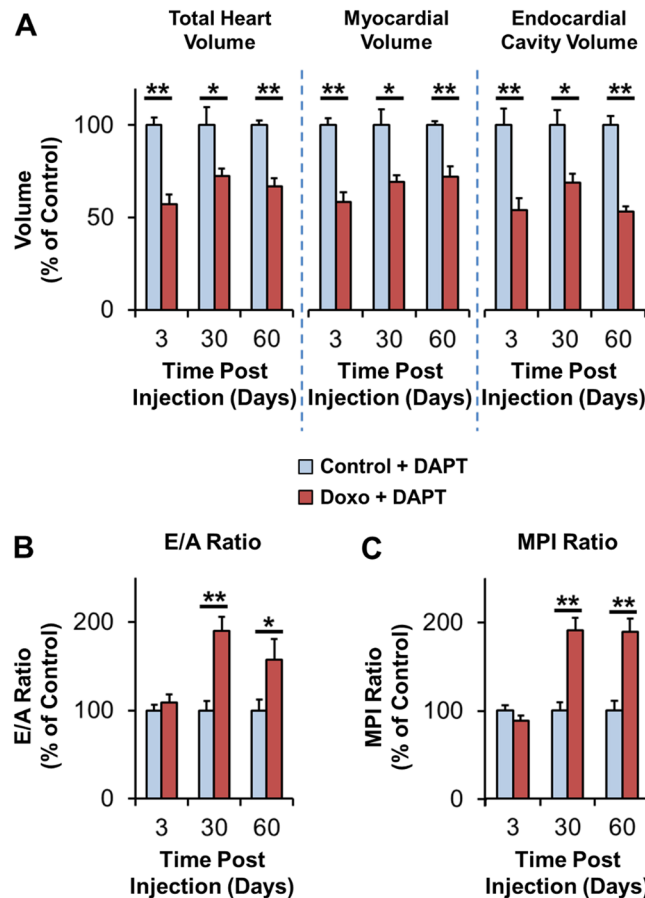 A
Total Heart
Volume
Myocardial
Volume
Endocardial
Cavity Volume
** * **
** * **
** * **
Volume
(% of Control)
100
50
0
3 30 60
3 30 60
3 30 60
Time Post
Injection (Days)
Time Post
Injection (Days)
Time Post
Injection (Days)
Control + DAPT
Doxo + DAPT
B
E/A Ratio
E/A Ratio
(% of Control)
200
100
0
** *
3 30 60
Time Post
Injection (Days)
C
MPI Ratio
MPI Ratio
(% of Control)
200
100
0
** **
3 30 60
Time Post
Injection (Days)